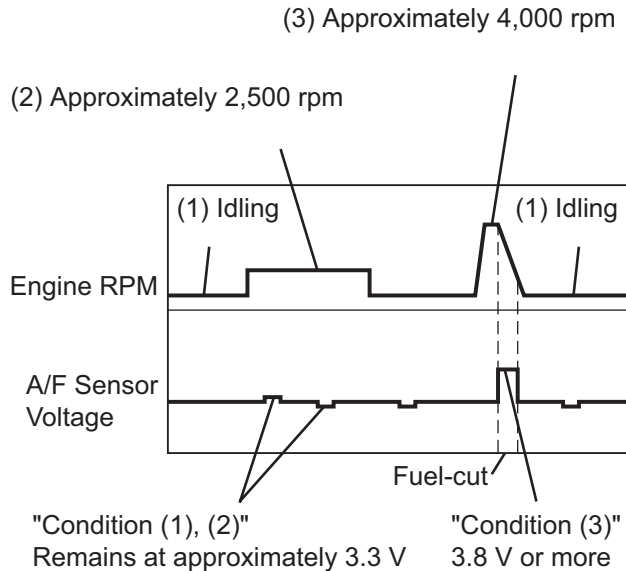 (3) Approximately 4,000 rpm
(2) Approximately 2,500 rpm
(1) Idling
(1) Idling
Engine RPM
A/F Sensor
Voltage
Fuel-cut
"Condition (1), (2)"
Remains at approximately 3.3 V
"Condition (3)"
3.8 V or more